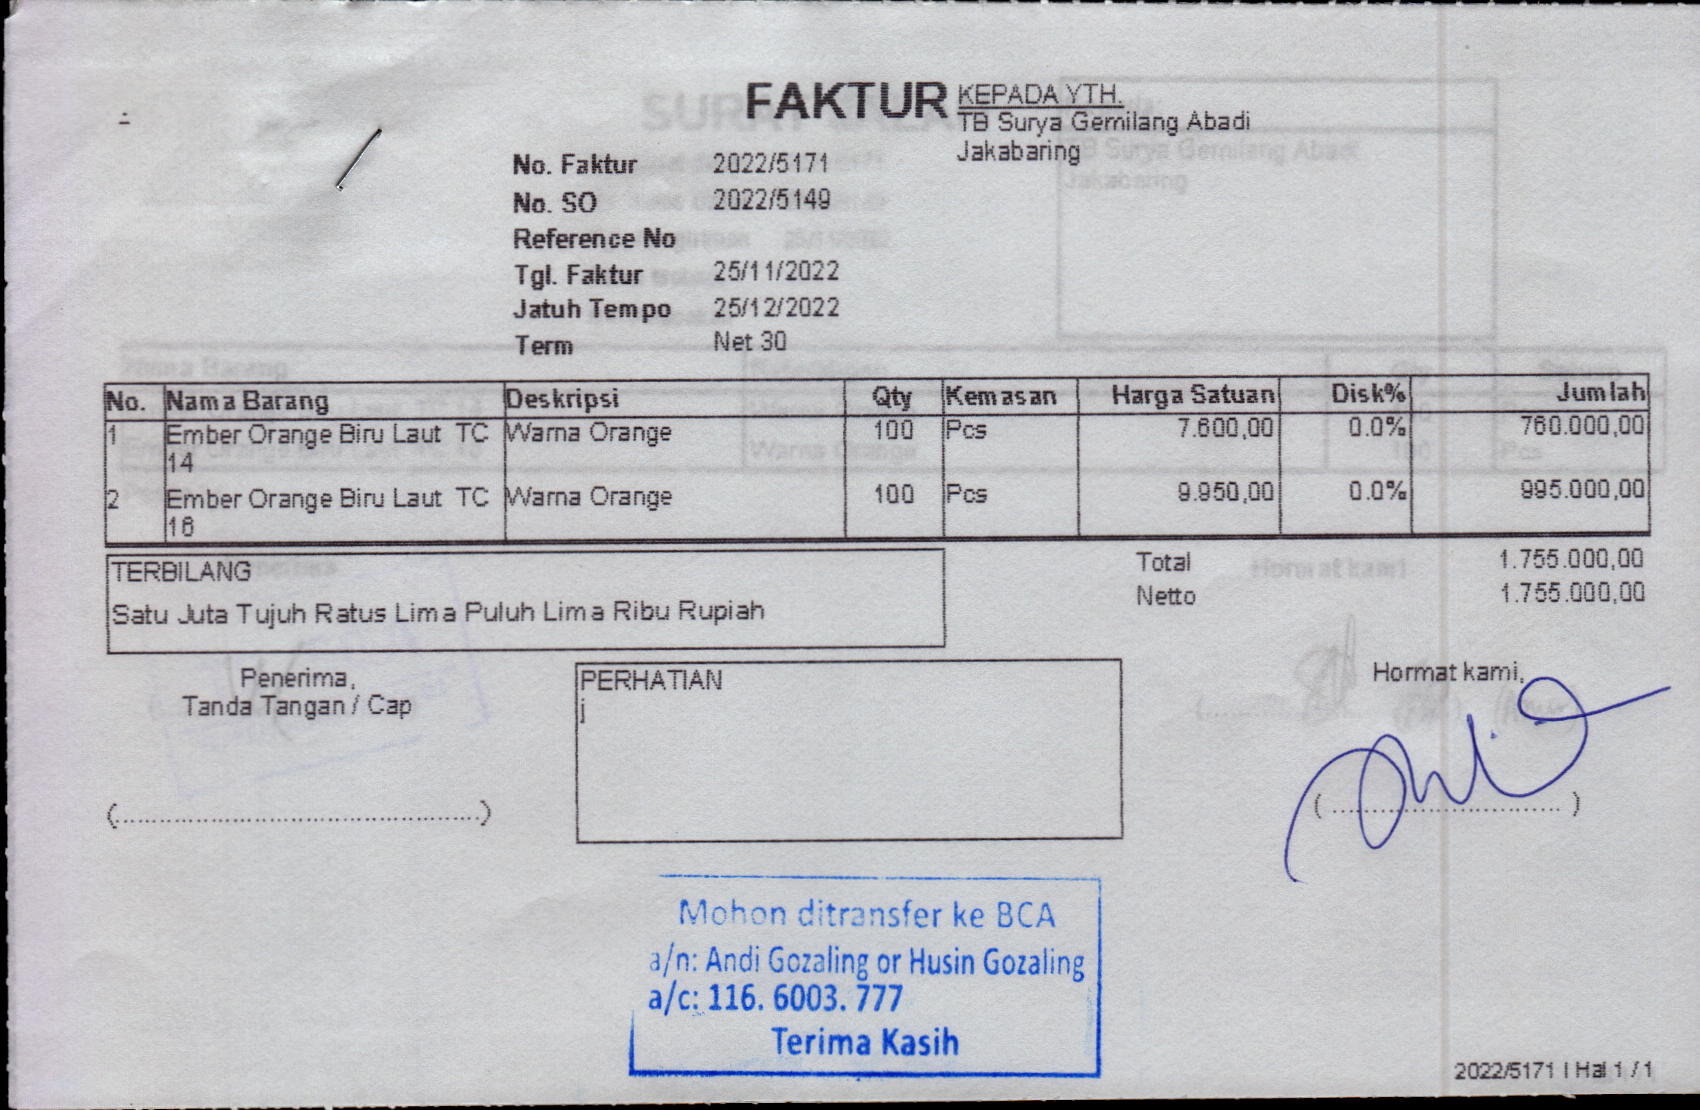 FAKTUR
KEPADA YTH.
TB Surya Gemilang Abadi
Jakabaring
No. Faktur 2022/5171
No. SO 2022/5149
Reference No
Tgl. Faktur 25/11/2022
Jatuh Tempo 25/12/2022
Term Net 30
No. Nama Barang Deskripsi Qty Kemasan Harga Satuan Disk% Jumlah
1 Ember Orange Biru Laut TC Warna Orange 100 Pcs 7.600,00 0.0% 760.000,00
14
2 Ember Orange Biru Laut TC Warna Orange 100 Pcs 9.950,00 0.0% 995.000,00
16
TERBILANG
Satu Juta Tujuh Ratus Lima Puluh Lima Ribu Rupiah
Total 1.755.000,00
Netto 1.755.000,00
Penerima,
Tanda Tangan / Cap
(..............................................)
PERHATIAN
j
Hormat kami,
(..............................)
Mohon ditransfer ke BCA
a/n: Andi Gozaling or Husin Gozaling
a/c: 116. 6003. 777
Terima Kasih
2022/5171 | Hal 1 / 1